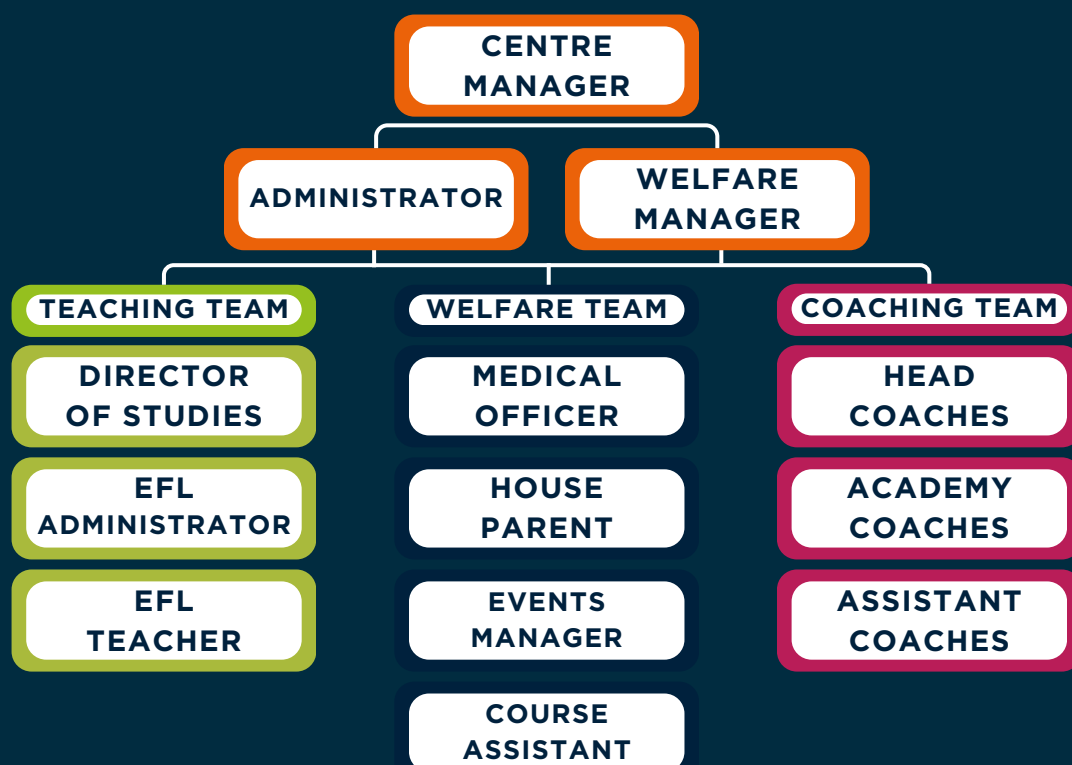 CENTRE
MANAGER
ADMINISTRATOR
WELFARE
MANAGER
TEACHING TEAM
DIRECTOR
OF STUDIES
EFL
ADMINISTRATOR
EFL
TEACHER
WELFARE TEAM
MEDICAL
OFFICER
HOUSE
PARENT
EVENTS
MANAGER
COURSE
ASSISTANT
COACHING TEAM
HEAD
COACHES
ACADEMY
COACHES
ASSISTANT
COACHES